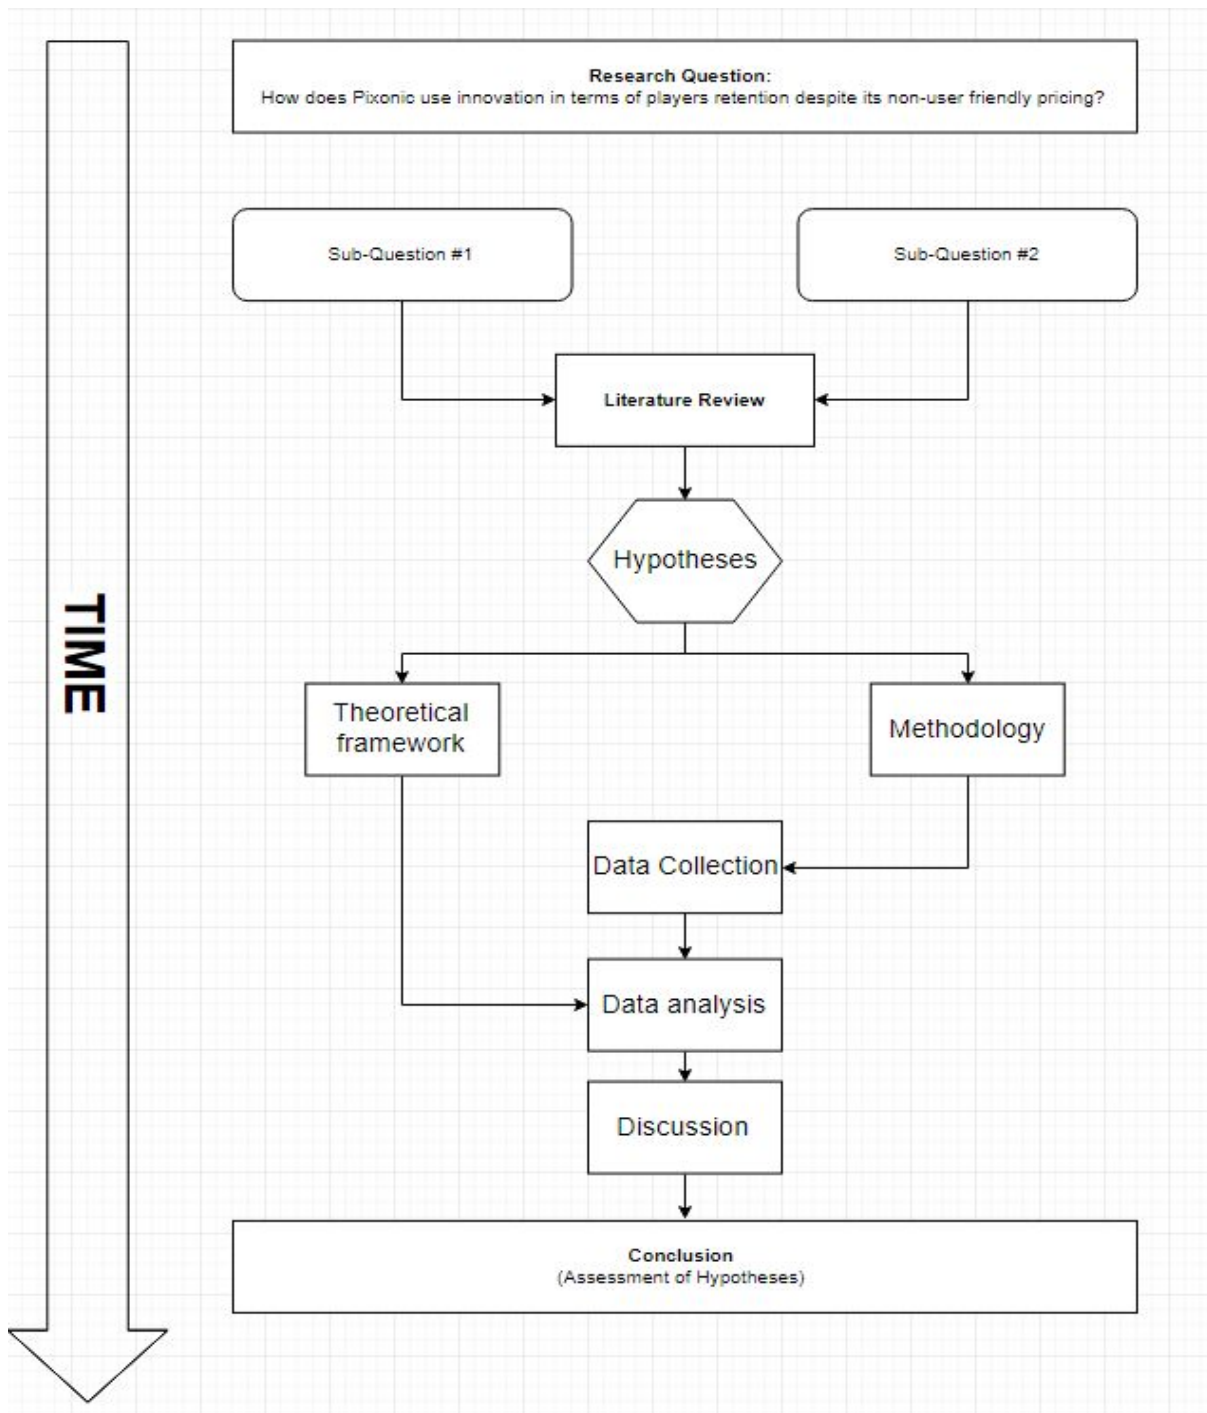 Research Question:
How does Pixonic use innovation in terms of players retention despite its non-user friendly pricing?
Sub-Question #1
Sub-Question #2
Literature Review
Hypotheses
TIME
Theoretical
framework
Methodology
Data Collection
Data analysis
Discussion
Conclusion
(Assessment of Hypotheses)